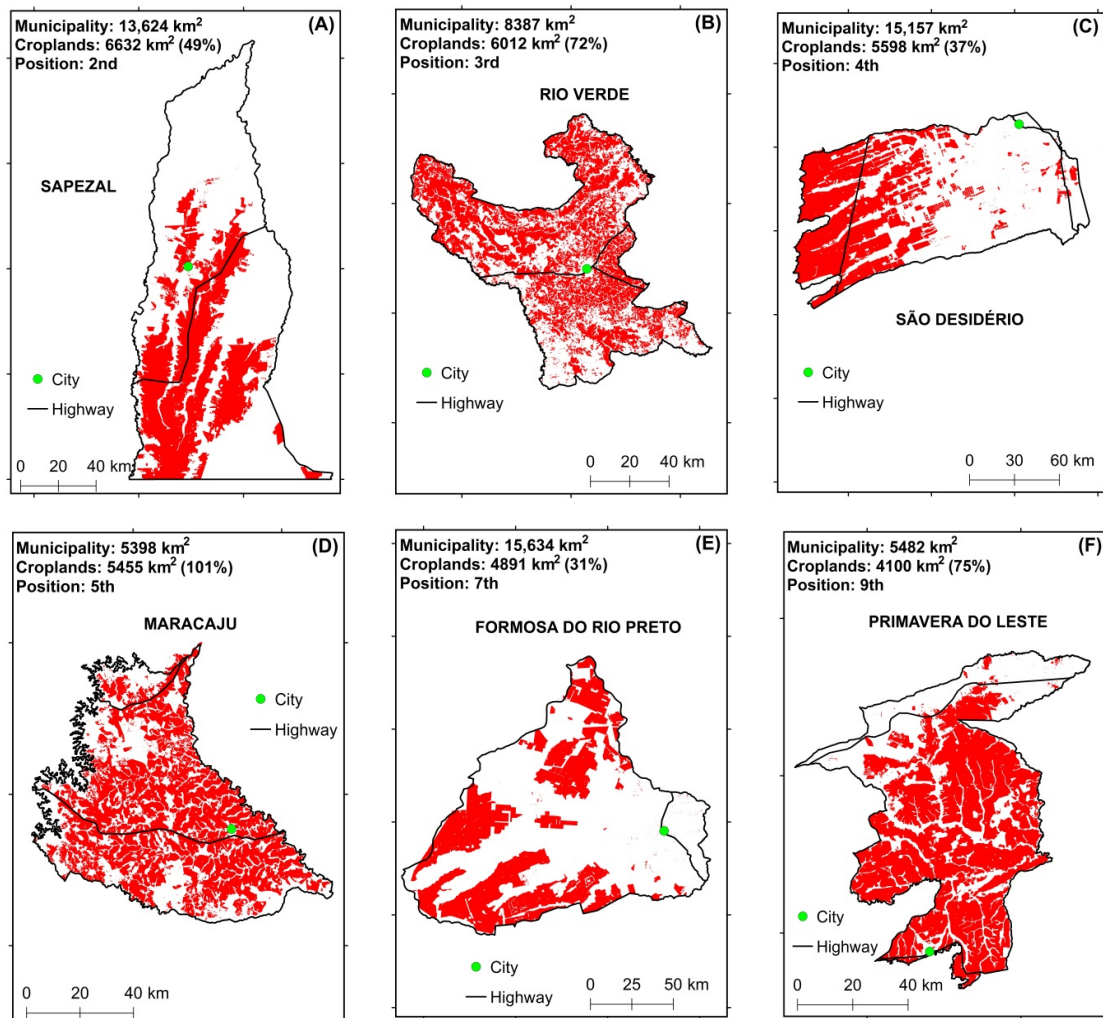 (A)
Municipality: 13,624 km²
Croplands: 6632 km² (49%)
Position: 2nd
SAPEZAL
City
Highway
0 20 40 km
(B)
Municipality: 8387 km²
Croplands: 6012 km² (72%)
Position: 3rd
RIO VERDE
City
Highway
0 20 40 km
(C)
Municipality: 15,157 km²
Croplands: 5598 km² (37%)
Position: 4th
SÃO DESIDÉRIO
City
Highway
0 30 60 km
(D)
Municipality: 5398 km²
Croplands: 5455 km² (101%)
Position: 5th
MARACAJU
City
Highway
0 20 40 km
(E)
Municipality: 15,634 km²
Croplands: 4891 km² (31%)
Position: 7th
FORMOSA DO RIO PRETO
City
Highway
0 25 50 km
(F)
Municipality: 5482 km²
Croplands: 4100 km² (75%)
Position: 9th
PRIMAVERA DO LESTE
City
Highway
0 20 40 km